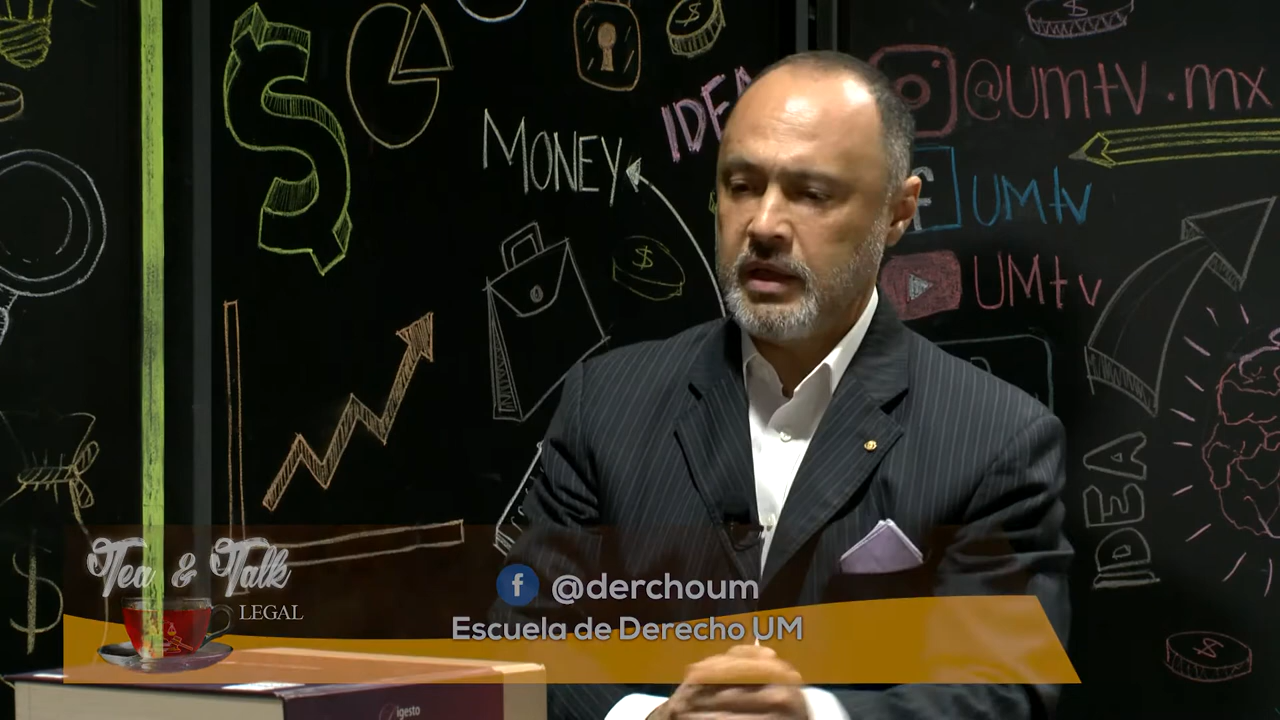 MONEY
IDEA
@UMtV.mx
f UMtV
UMtv
IDEA
Tea & Talk
LEGAL
f @derchoum
Escuela de Derecho UM
igesto